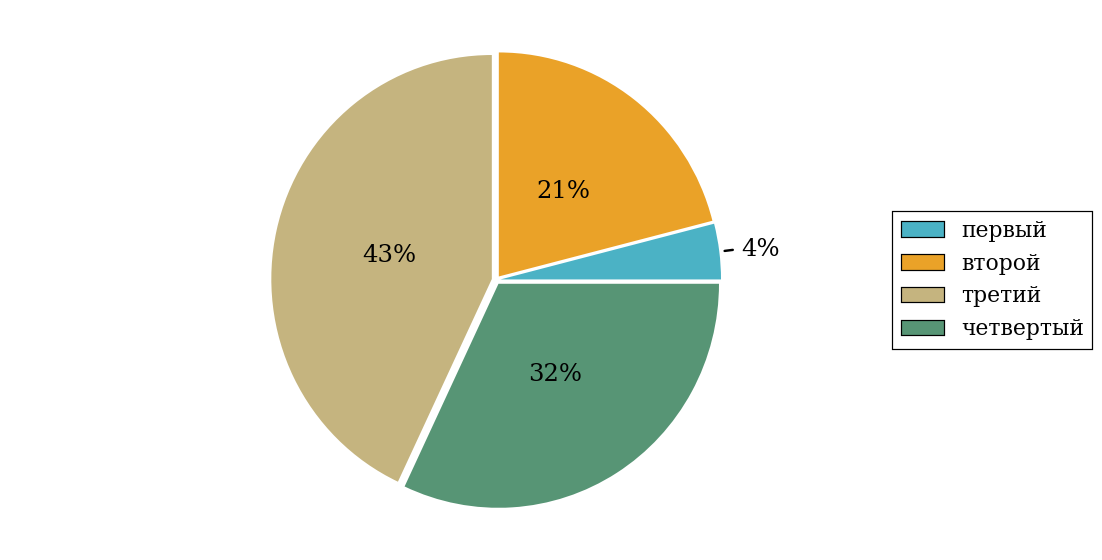 21%
4%
43%
32%
первый
второй
третий
четвертый